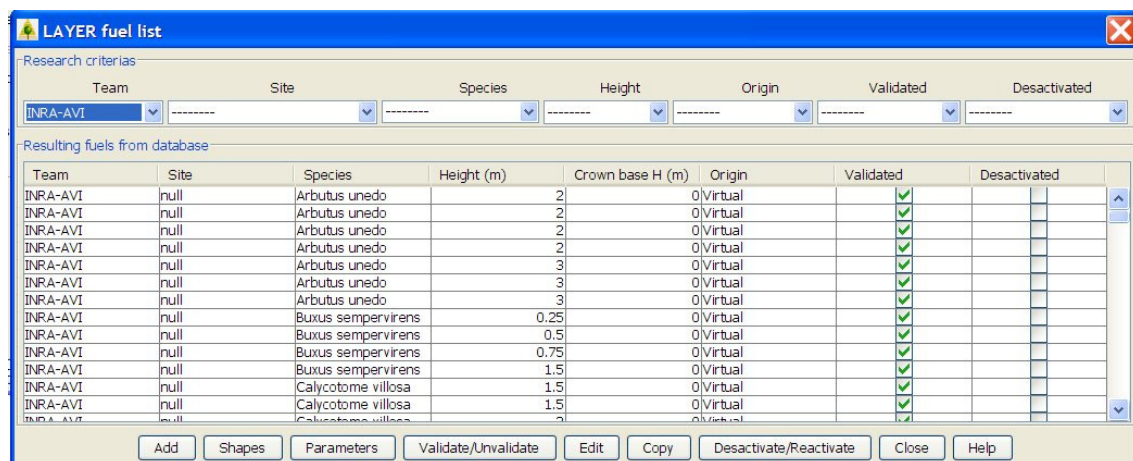 LAYER fuel list
Research criterias
Team Site Species Height Origin Validated Desactivated
INRA-AVI -------- -------- -------- -------- -------- --------
Resulting fuels from database
Team Site Species Height (m) Crown base H (m) Origin Validated Desactivated
INRA-AVI null Arbutus unedo 2 0 Virtual
INRA-AVI null Arbutus unedo 2 0 Virtual
INRA-AVI null Arbutus unedo 2 0 Virtual
INRA-AVI null Arbutus unedo 2 0 Virtual
INRA-AVI null Arbutus unedo 3 0 Virtual
INRA-AVI null Arbutus unedo 3 0 Virtual
INRA-AVI null Arbutus unedo 3 0 Virtual
INRA-AVI null Buxus sempervirens 0.25 0 Virtual
INRA-AVI null Buxus sempervirens 0.5 0 Virtual
INRA-AVI null Buxus sempervirens 0.75 0 Virtual
INRA-AVI null Buxus sempervirens 1.5 0 Virtual
INRA-AVI null Calycotome villosa 1.5 0 Virtual
INRA-AVI null Calycotome villosa 1.5 0 Virtual
Add Shapes Parameters Validate/Unvalidate Edit Copy Desactivate/Reactivate Close Help